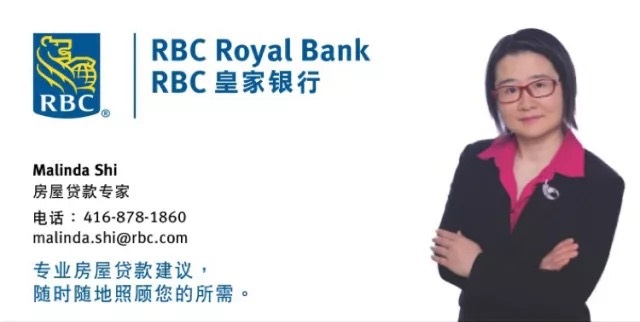 RBC®
RBC Royal Bank
RBC 皇家银行
Malinda Shi
房屋贷款专家
电话：416-878-1860
malinda.shi@rbc.com
专业房屋贷款建议，
随时随地照顾您的所需。